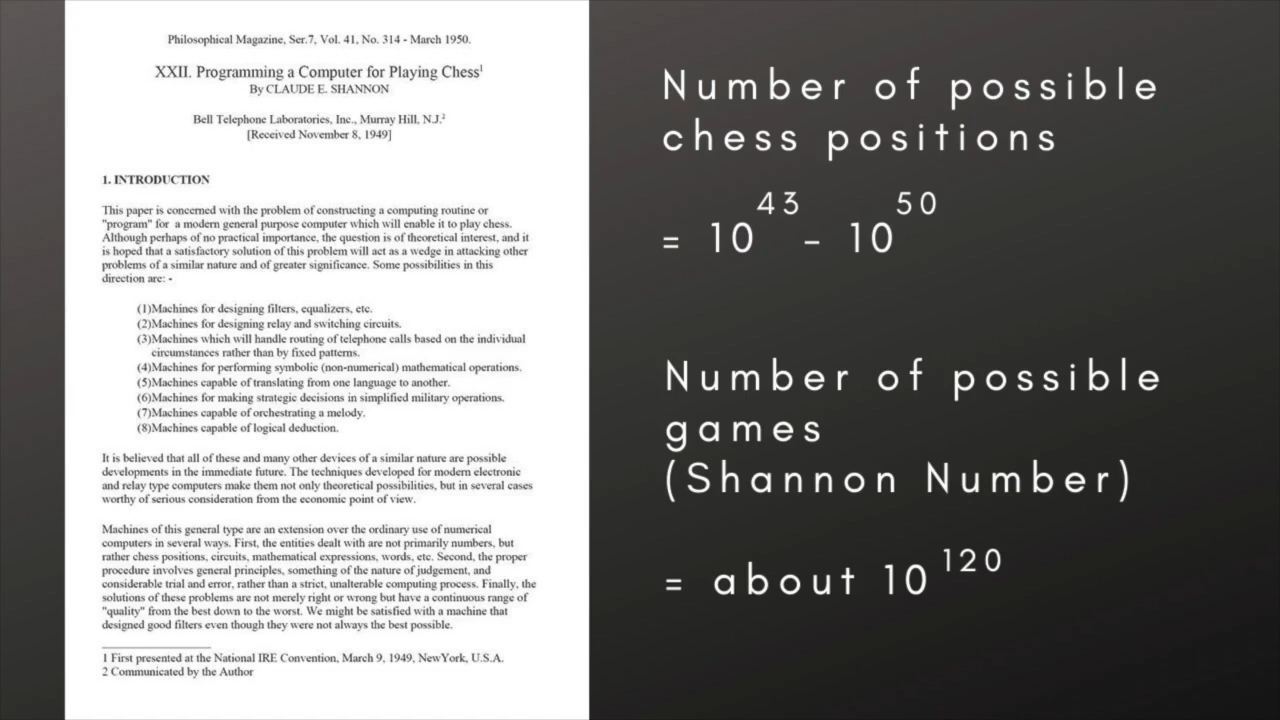 Philosophical Magazine, Ser.7, Vol. 41, No. 314 - March 1950.
XXII. Programming a Computer for Playing Chess¹
By CLAUDE E. SHANNON
Bell Telephone Laboratories, Inc., Murray Hill, N.J.²
[Received November 8, 1949]
1. INTRODUCTION
This paper is concerned with the problem of constructing a computing routine or
"program" for a modern general purpose computer which will enable it to play chess.
Although perhaps of no practical importance, the question is of theoretical interest, and it
is hoped that a satisfactory solution of this problem will act as a wedge in attacking other
problems of a similar nature and of greater significance. Some possibilities in this
direction are: -
(1)Machines for designing filters, equalizers, etc.
(2)Machines for designing relay and switching circuits.
(3)Machines which will handle routing of telephone calls based on the individual
circumstances rather than by fixed patterns.
(4)Machines for performing symbolic (non-numerical) mathematical operations.
(5)Machines capable of translating from one language to another.
(6)Machines for making strategic decisions in simplified military operations.
(7)Machines capable of orchestrating a melody.
(8)Machines capable of logical deduction.
It is believed that all of these and many other devices of a similar nature are possible
developments in the immediate future. The techniques developed for modern electronic
and relay type computers make them not only theoretical possibilities, but in several cases
worthy of serious consideration from the economic point of view.
Machines of this general type are an extension over the ordinary use of numerical
computers in several ways. First, the entities dealt with are not primarily numbers, but
rather chess positions, circuits, mathematical expressions, words, etc. Second, the proper
procedure involves general principles, something of the nature of judgement, and
considerable trial and error, rather than a strict, unalterable computing process. Finally, the
solutions of these problems are not merely right or wrong but have a continuous range of
"quality" from the best down to the worst. We might be satisfied with a machine that
designed good filters even though they were not always the best possible.
1 First presented at the National IRE Convention, March 9, 1949, NewYork, U.S.A.
2 Communicated by the Author
Number of possible
chess positions
= 10⁴³ - 10⁵⁰
Number of possible
games
(Shannon Number)
= about 10¹²⁰